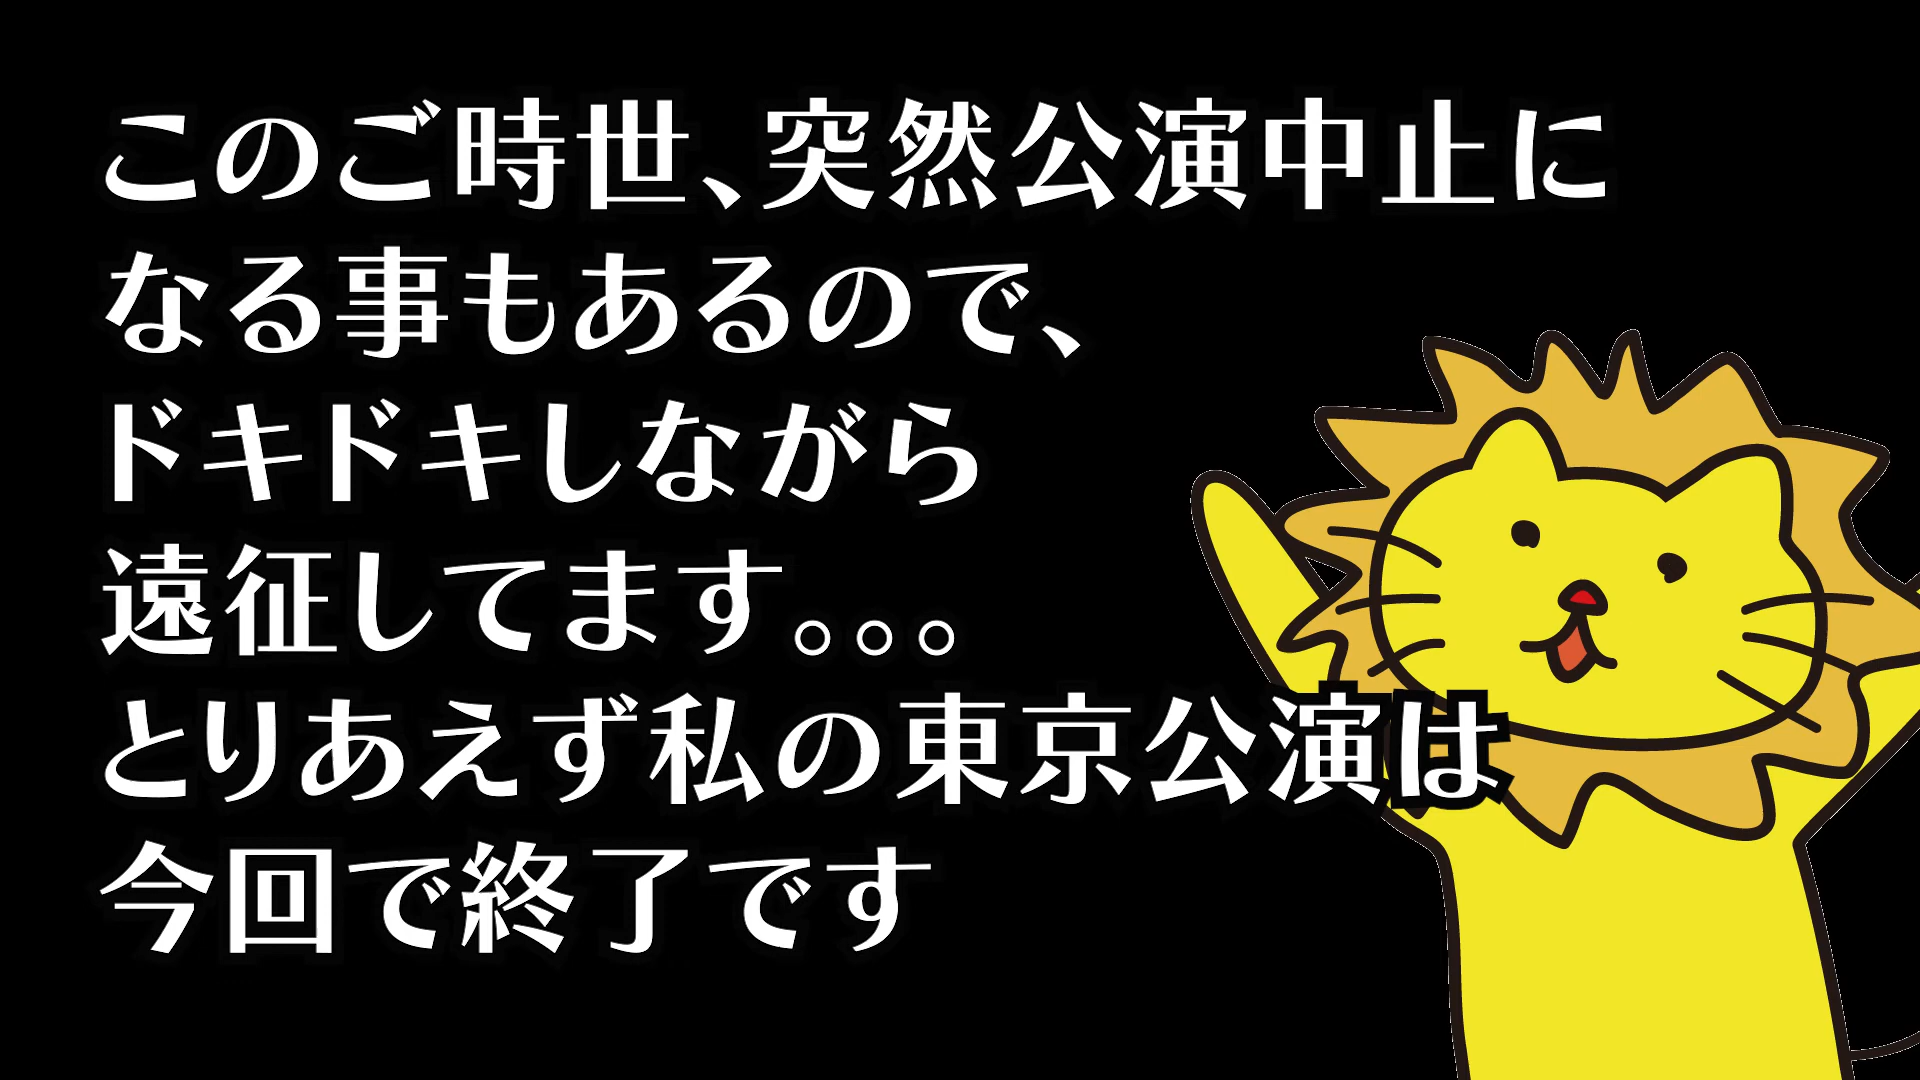 このご時世、突然公演中止に
なる事もあるので、
ドキドキしながら
遠征してます。。。
とりあえず私の東京公演は
今回で終了です